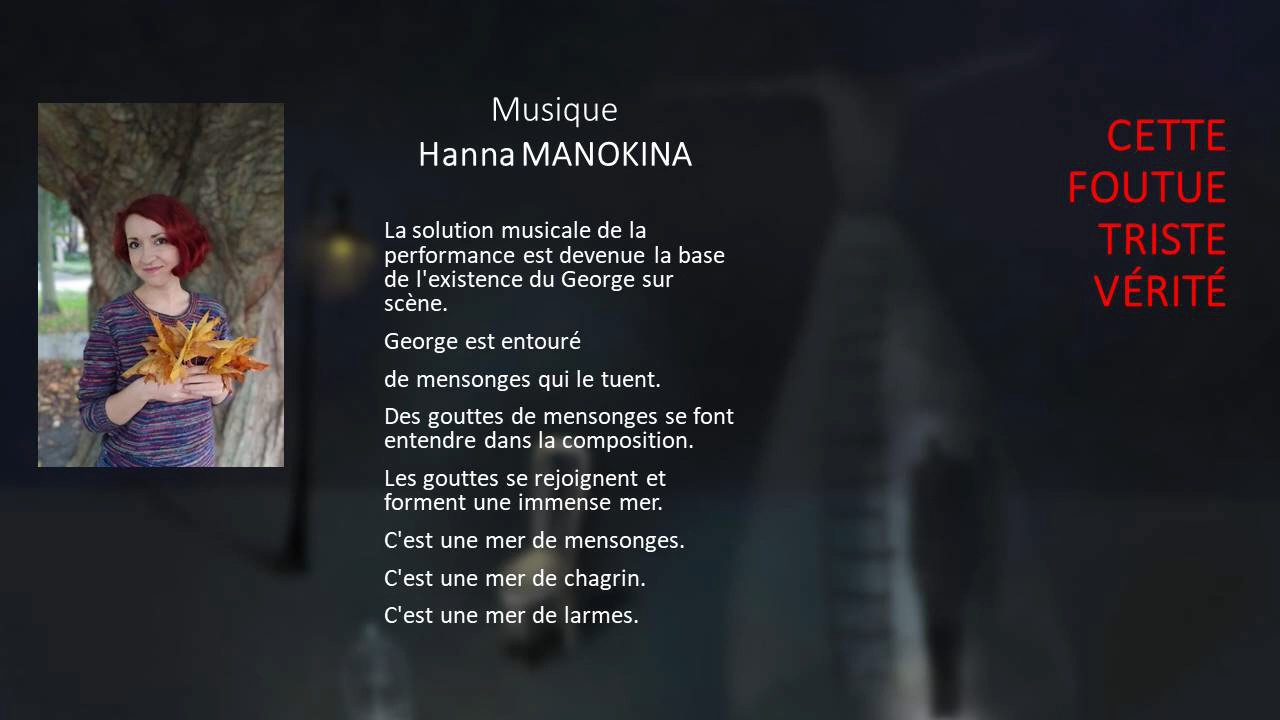 Musique
Hanna MANOKINA
La solution musicale de la
performance est devenue la base
de l'existence du George sur
scène.
George est entouré
de mensonges qui le tuent.
Des gouttes de mensonges se font
entendre dans la composition.
Les gouttes se rejoignent et
forment une immense mer.
C'est une mer de mensonges.
C'est une mer de chagrin.
C'est une mer de larmes.
CETTE
FOUTUE
TRISTE
VÉRITÉ